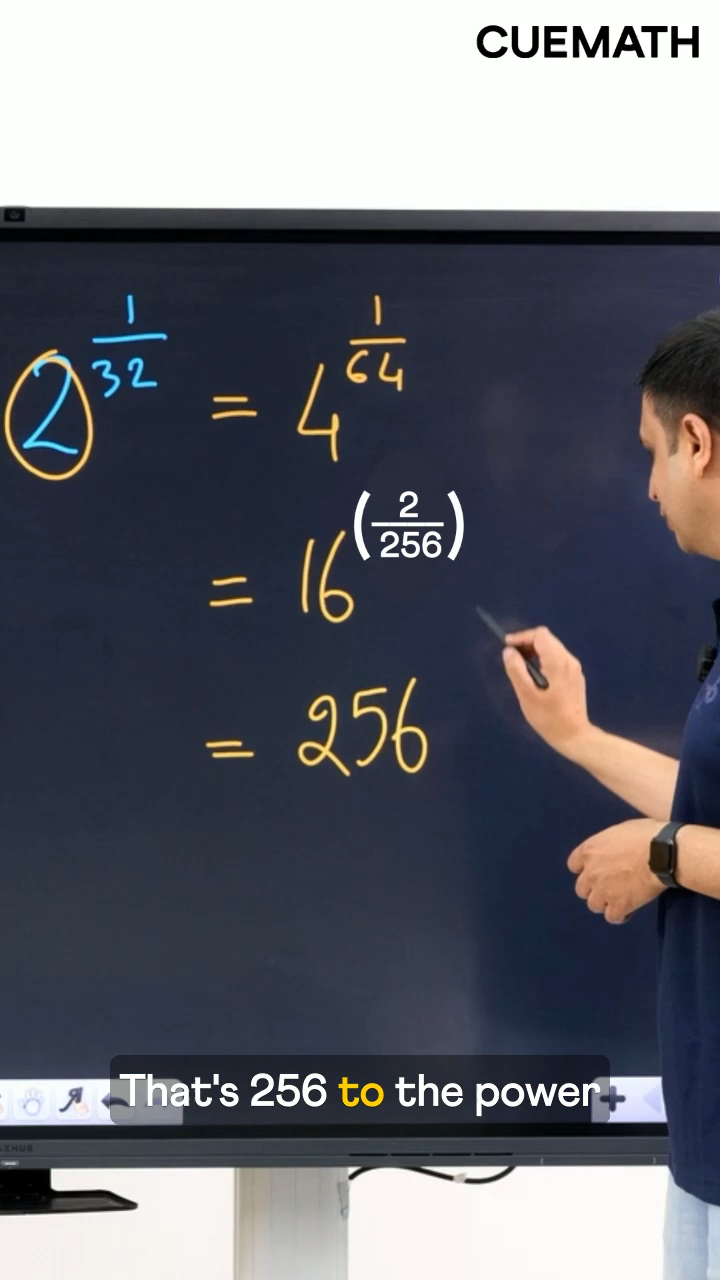 CUEMATH
2^(1/32) = 4^(1/64)
= 16^(2/256)
= 256
That's 256 to the power